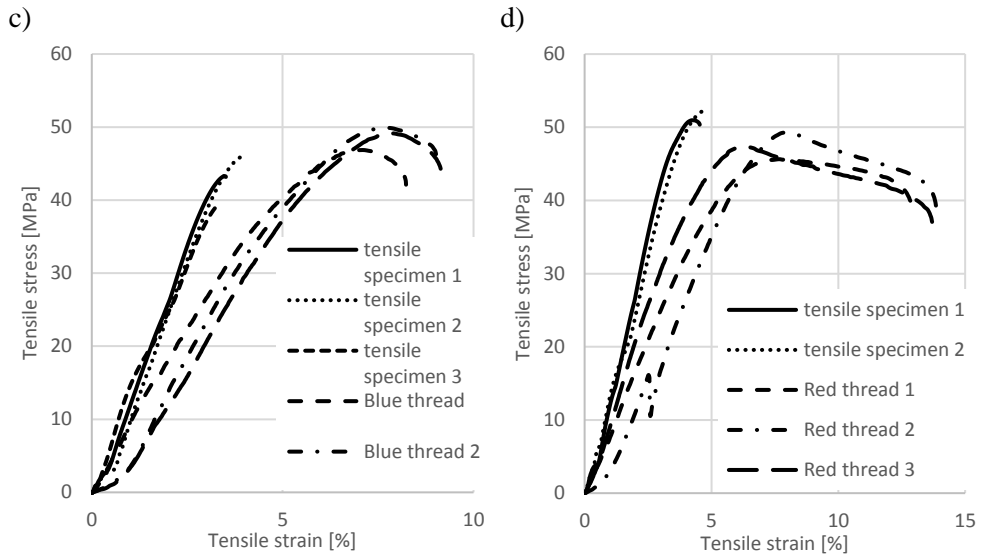 c)
60
50
40
30
20
10
0
0
5
10
Tensile stress [MPa]
Tensile strain [%]
tensile
specimen 1
tensile
specimen 2
tensile
specimen 3
Blue thread
Blue thread 2
d)
60
50
40
30
20
10
0
0
5
10
15
Tensile stress [MPa]
Tensile strain [%]
tensile specimen 1
tensile specimen 2
Red thread 1
Red thread 2
Red thread 3